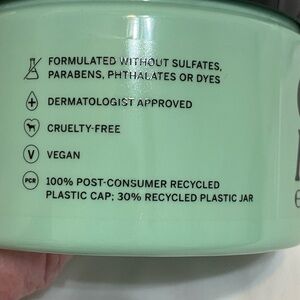 FORMULATED WITHOUT SULFATES,
PARABENS, PHTHALATES OR DYES
DERMATOLOGIST APPROVED
CRUELTY-FREE
V VEGAN
PCR 100% POST-CONSUMER RECYCLED
PLASTIC CAP; 30% RECYCLED PLASTIC JAR